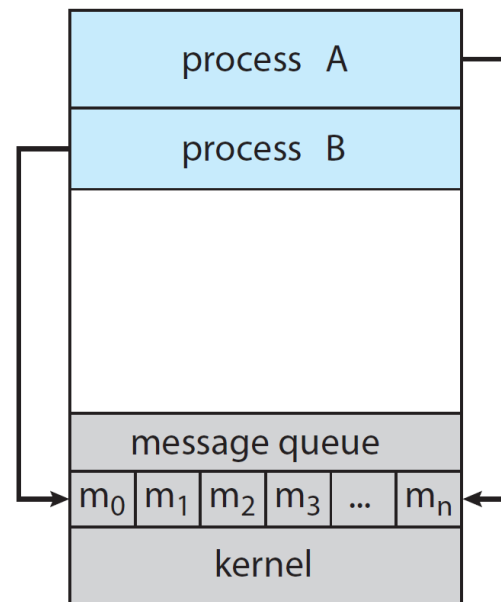 process A
process B
message queue
m₀ m₁ m₂ m₃ ... mₙ
kernel